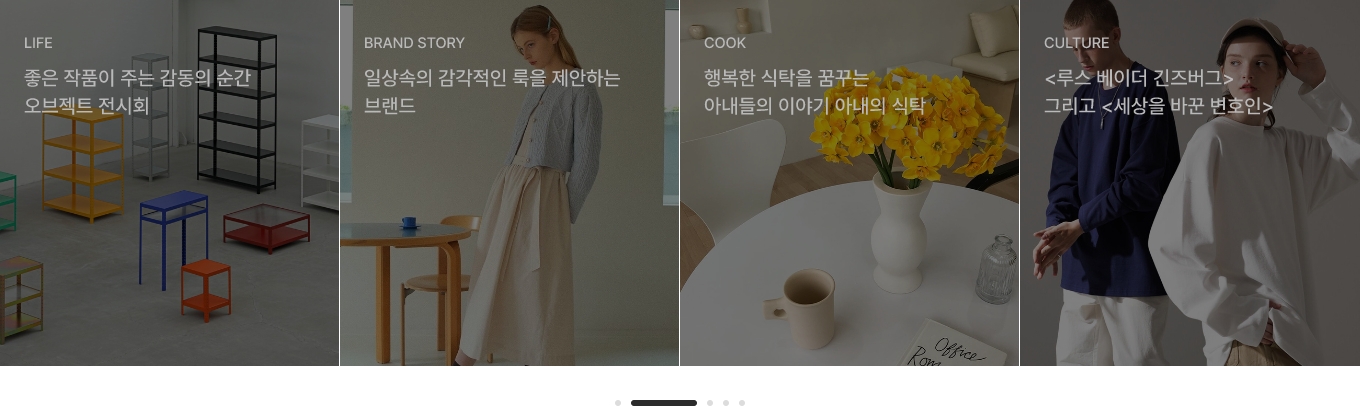 LIFE
좋은 작품이 주는 감동의 순간
오브젝트 전시회
BRAND STORY
일상속의 감각적인 룩을 제안하는
브랜드
COOK
행복한 식탁을 꿈꾸는
아내들의 이야기 아내의 식탁
Office
Rom
CULTURE
<루스 베이더 긴즈버그>
그리고 <세상을 바꾼 변호인>